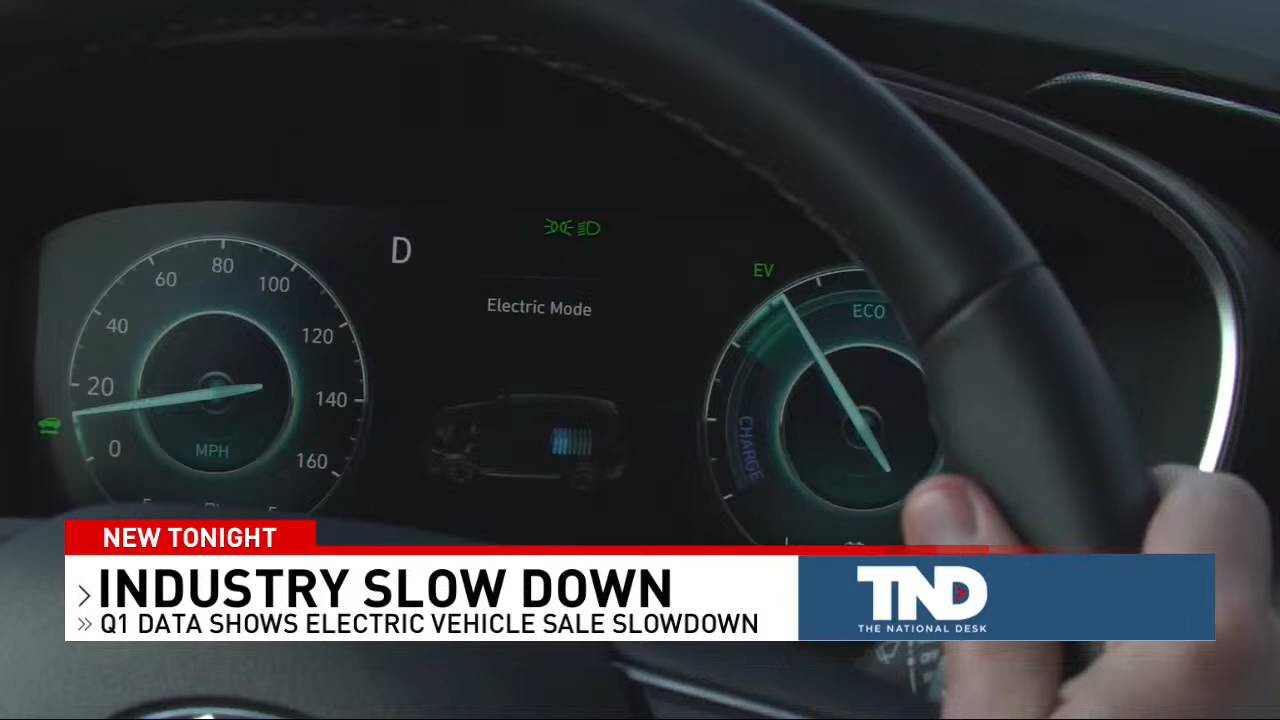 60
80
100
40
120
20
140
0
MPH
160
D
Electric Mode
EV
ECO
CHARGE
NEW TONIGHT
INDUSTRY SLOW DOWN
Q1 DATA SHOWS ELECTRIC VEHICLE SALE SLOWDOWN
TND
THE NATIONAL DESK